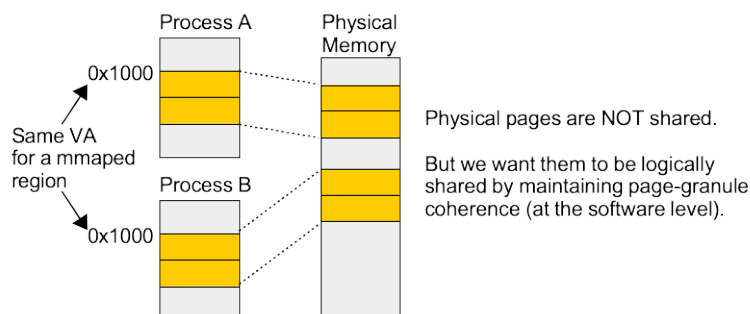 Process A
Physical
Memory
0x1000
Same VA
for a mmaped
region
Process B
0x1000
Physical pages are NOT shared.
But we want them to be logically
shared by maintaining page-granule
coherence (at the software level).